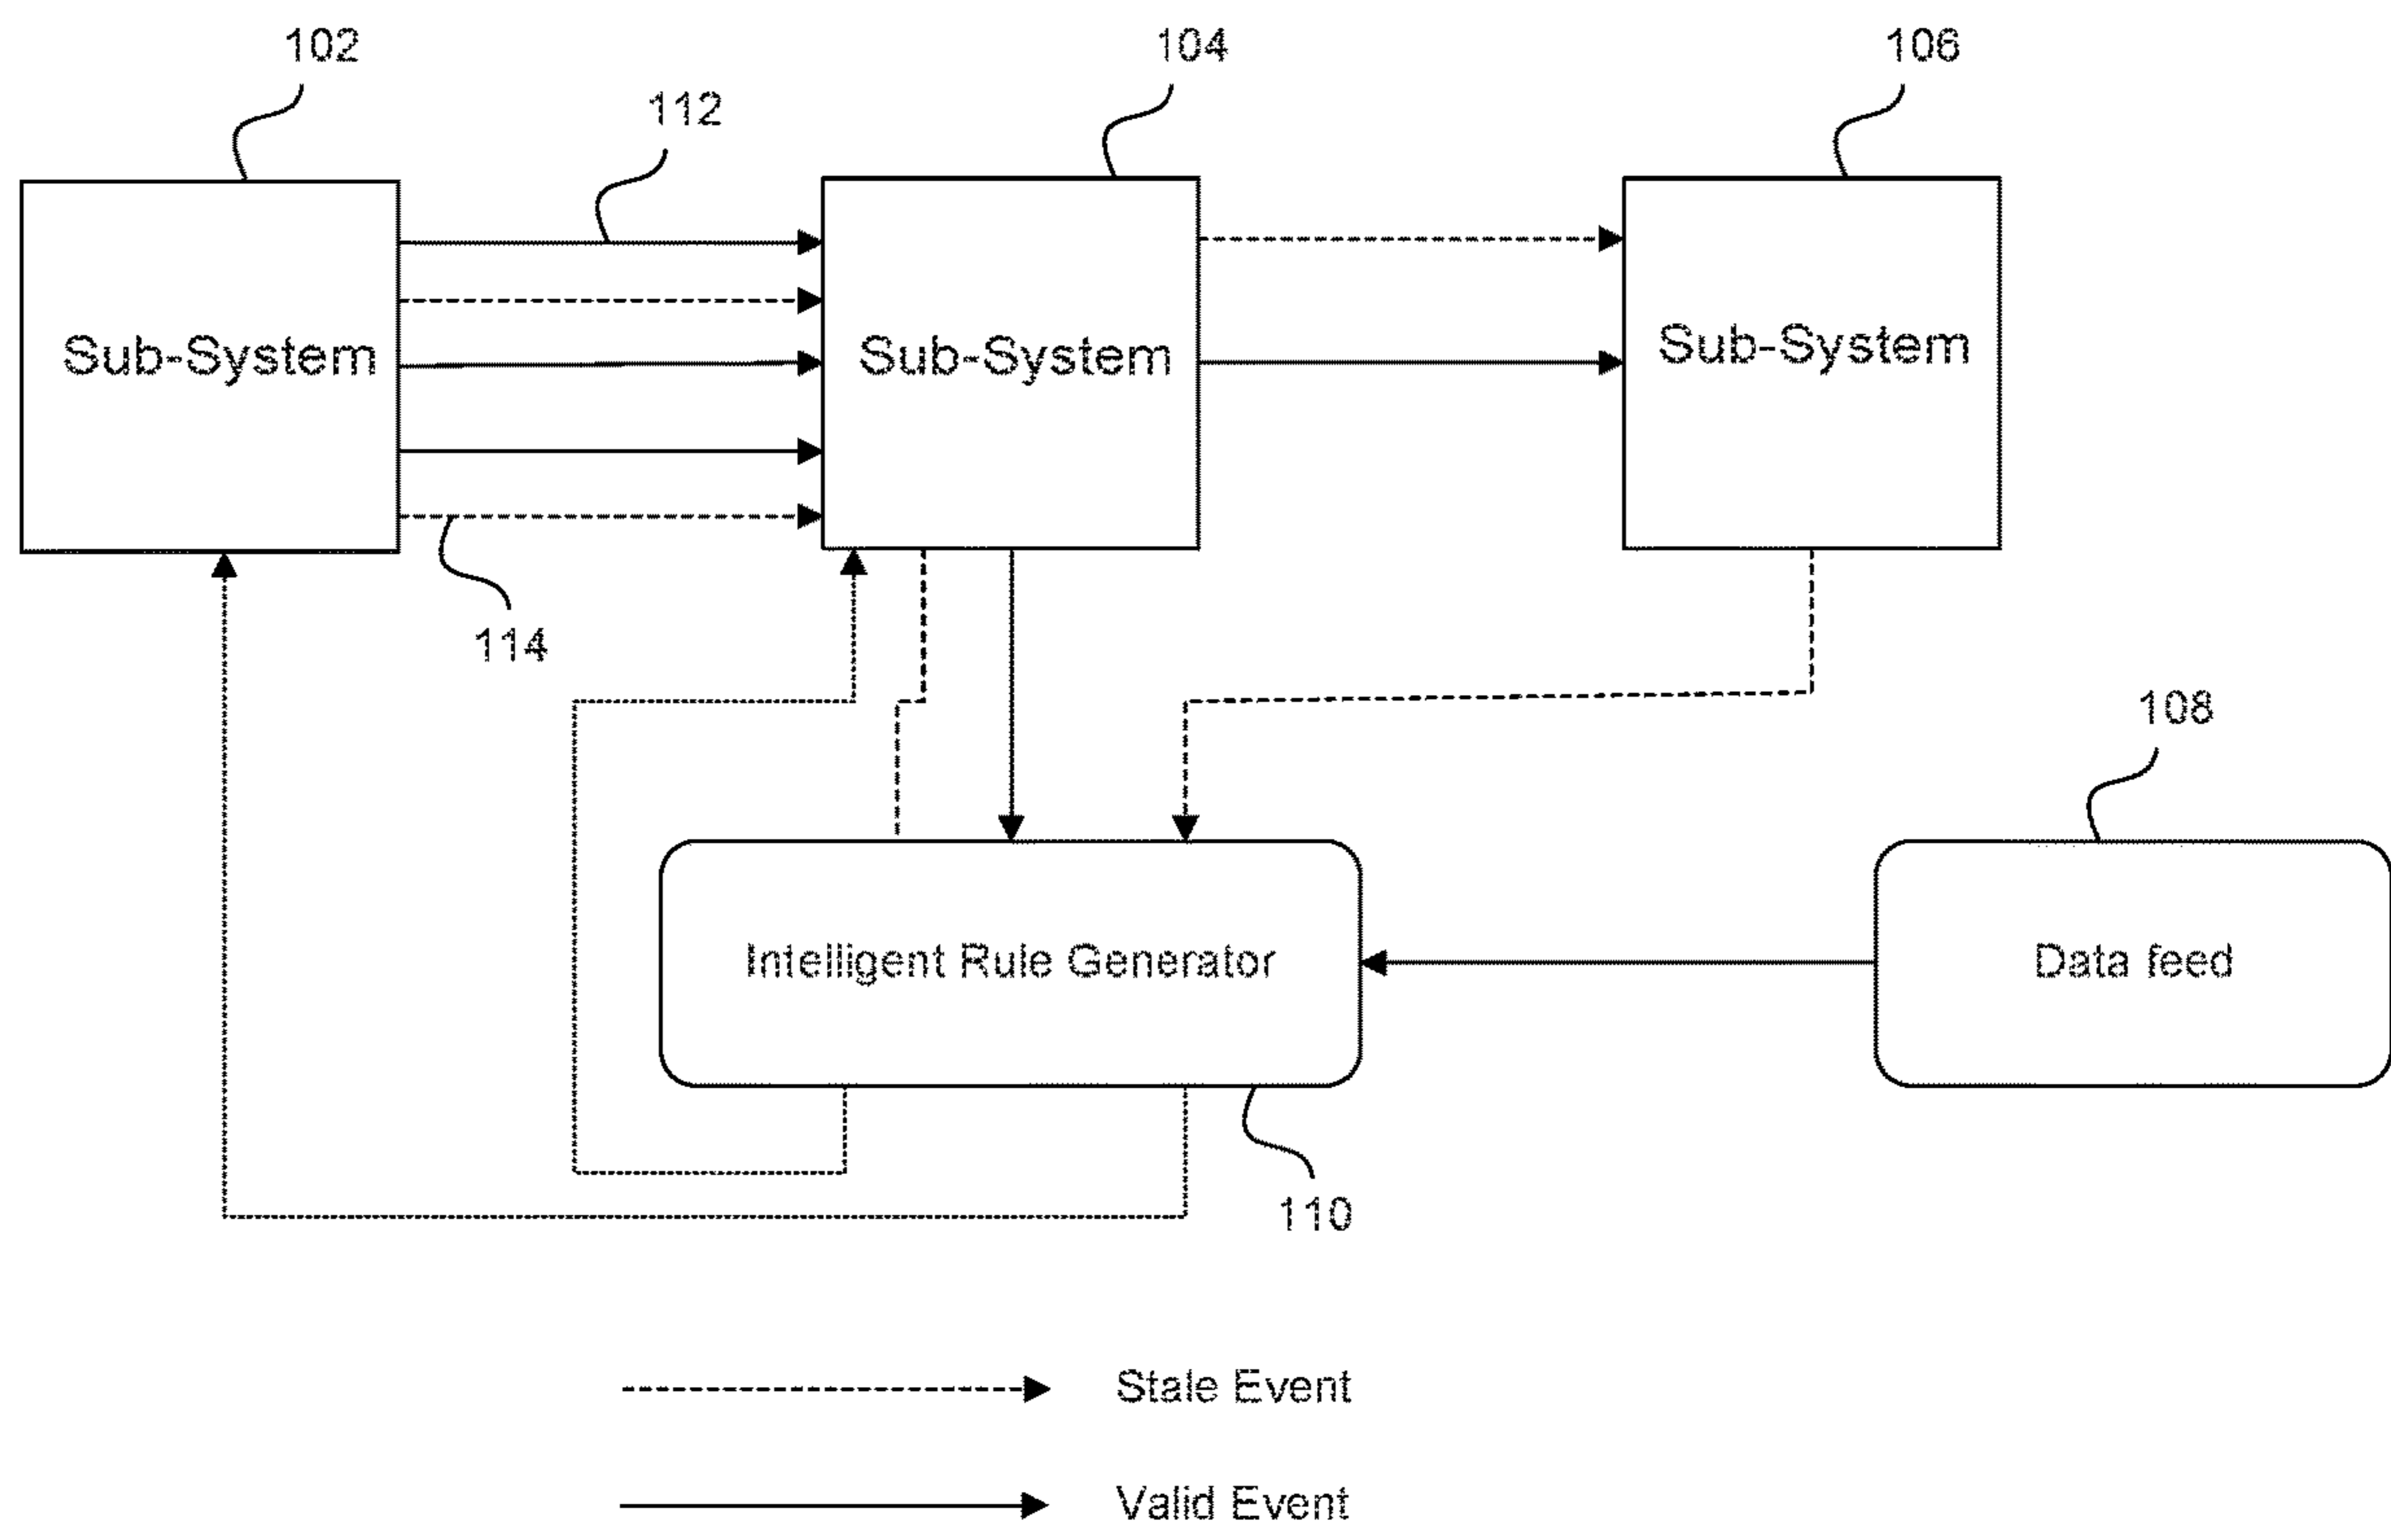 102
104
106
112
Sub-System
Sub-System
Sub-System
114
108
Intelligent Rule Generator
Data feed
110
Stale Event
Valid Event